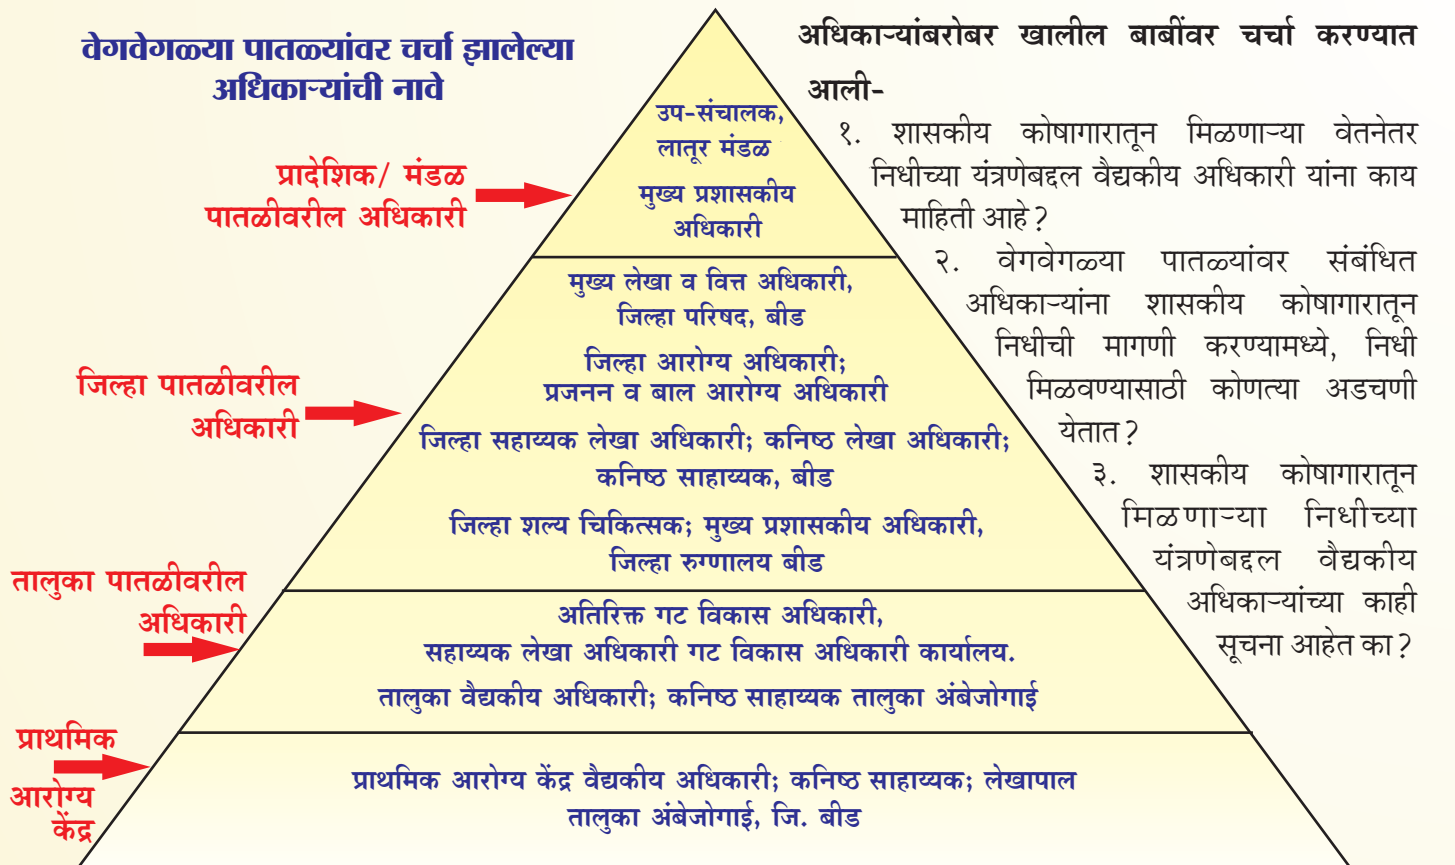 वेगवेगळ्या पातळ्यांवर चर्चा झालेल्या
अधिकाऱ्यांची नावे
प्रादेशिक/ मंडळ
पातळीवरील अधिकारी
उप-संचालक,
लातूर मंडळ
मुख्य प्रशासकीय
अधिकारी
जिल्हा पातळीवरील
अधिकारी
मुख्य लेखा व वित्त अधिकारी,
जिल्हा परिषद, बीड
जिल्हा आरोग्य अधिकारी;
प्रजनन व बाल आरोग्य अधिकारी
जिल्हा सहाय्यक लेखा अधिकारी; कनिष्ठ लेखा अधिकारी;
कनिष्ठ साहाय्यक, बीड
जिल्हा शल्य चिकित्सक; मुख्य प्रशासकीय अधिकारी,
जिल्हा रुग्णालय बीड
तालुका पातळीवरील
अधिकारी
अतिरिक्त गट विकास अधिकारी,
सहाय्यक लेखा अधिकारी गट विकास अधिकारी कार्यालय.
तालुका वैद्यकीय अधिकारी; कनिष्ठ साहाय्यक तालुका अंबेजोगाई
प्राथमिक
आरोग्य
केंद्र
प्राथमिक आरोग्य केंद्र वैद्यकीय अधिकारी; कनिष्ठ साहाय्यक; लेखापाल
तालुका अंबेजोगाई, जि. बीड
अधिकाऱ्यांबरोबर खालील बाबींवर चर्चा करण्यात
आली-
१. शासकीय कोषागारातून मिळणाऱ्या वेतनेतर
निधीच्या यंत्रणेबद्दल वैद्यकीय अधिकारी यांना काय
माहिती आहे?
२. वेगवेगळ्या पातळ्यांवर संबंधित
अधिकाऱ्यांना शासकीय कोषागारातून
निधीची मागणी करण्यामध्ये, निधी
मिळवण्यासाठी कोणत्या अडचणी
येतात?
३. शासकीय कोषागारातून
मिळणाऱ्या निधीच्या
यंत्रणेबद्दल वैद्यकीय
अधिकाऱ्यांच्या काही
सूचना आहेत का?